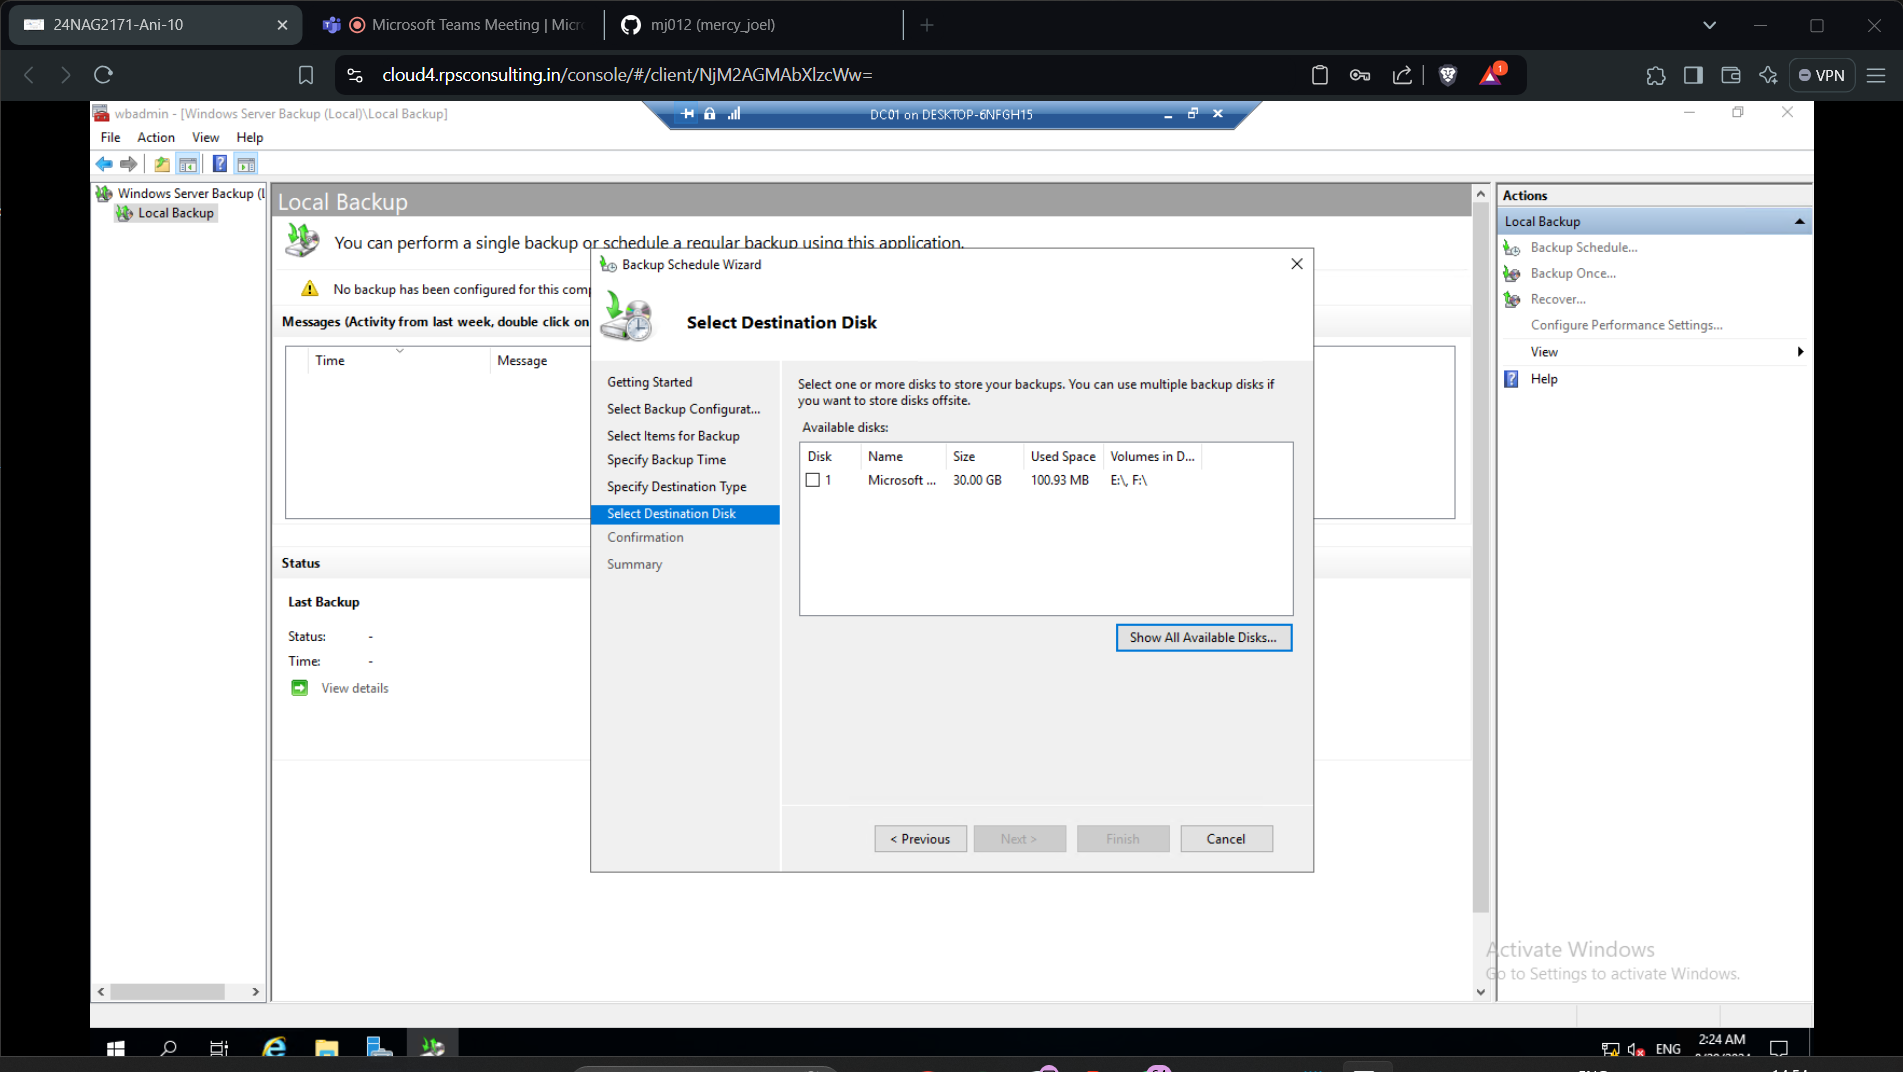 24NAG2171-Ani-10
Microsoft Teams Meeting | Micr
mj012 (mercy_joel)
cloud4.rpsconsulting.in/console/#/client/NjM2AGMAbXlzcWw=
1
VPN
wbadmin - [Windows Server Backup (Local)\Local Backup]
DC01 on DESKTOP-6NFGH15
File Action View Help
Windows Server Backup (L
Local Backup
Local Backup
You can perform a single backup or schedule a regular backup using this application.
No backup has been configured for this comp
Messages (Activity from last week, double click on
Time Message
Status
Last Backup
Status: -
Time: -
View details
Backup Schedule Wizard
Select Destination Disk
Getting Started
Select Backup Configurat...
Select Items for Backup
Specify Backup Time
Specify Destination Type
Select Destination Disk
Confirmation
Summary
Select one or more disks to store your backups. You can use multiple backup disks if
you want to store disks offsite.
Available disks:
Disk Name Size Used Space Volumes in D...
1 Microsoft ... 30.00 GB 100.93 MB E:\, F:\
Show All Available Disks...
< Previous Next > Finish Cancel
Actions
Local Backup
Backup Schedule...
Backup Once...
Recover...
Configure Performance Settings...
View
Help
Activate Windows
Go to Settings to activate Windows.
ENG
2:24 AM